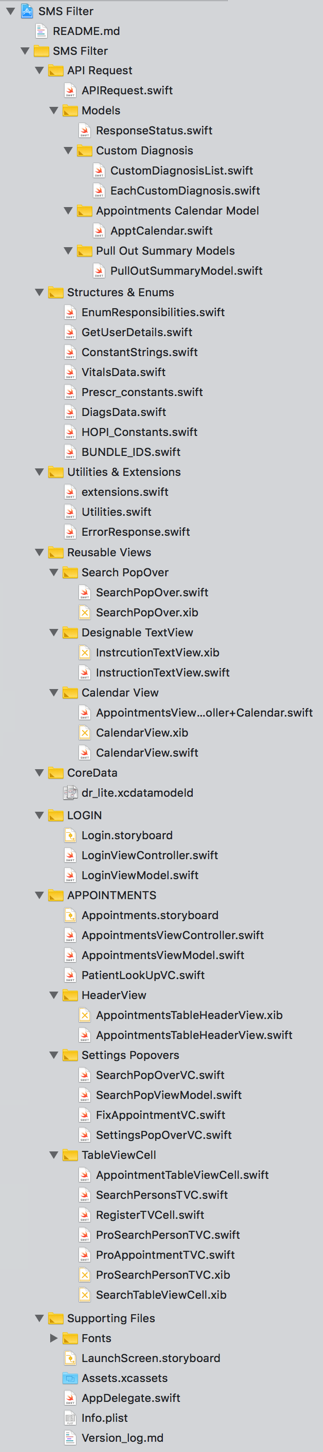 SMS Filter
README.md
SMS Filter
API Request
APIRequest.swift
Models
ResponseStatus.swift
Custom Diagnosis
CustomDiagnosisList.swift
EachCustomDiagnosis.swift
Appointments Calendar Model
ApptCalendar.swift
Pull Out Summary Models
PullOutSummaryModel.swift
Structures & Enums
EnumResponsibilities.swift
GetUserDetails.swift
ConstantStrings.swift
VitalsData.swift
Prescr_constants.swift
DiagsData.swift
HOPI_Constants.swift
BUNDLE_IDS.swift
Utilities & Extensions
extensions.swift
Utilities.swift
ErrorResponse.swift
Reusable Views
Search PopOver
SearchPopOver.swift
SearchPopOver.xib
Designable TextView
InstrcutionTextView.xib
InstructionTextView.swift
Calendar View
AppointmentsView...oller+Calendar.swift
CalendarView.xib
CalendarView.swift
CoreData
dr_lite.xcdatamodeld
LOGIN
Login.storyboard
LoginViewController.swift
LoginViewModel.swift
APPOINTMENTS
Appointments.storyboard
AppointmentsViewController.swift
AppointmentsViewModel.swift
PatientLookUpVC.swift
HeaderView
AppointmentsTableHeaderView.xib
AppointmentsTableHeaderView.swift
Settings Popovers
SearchPopOverVC.swift
SearchPopViewModel.swift
FixAppointmentVC.swift
SettingsPopOverVC.swift
TableViewCell
AppointmentTableViewCell.swift
SearchPersonsTVC.swift
RegisterTVCell.swift
ProSearchPersonTVC.swift
ProAppointmentTVC.swift
ProSearchPersonTVC.xib
SearchTableViewCell.xib
Supporting Files
Fonts
LaunchScreen.storyboard
Assets.xcassets
AppDelegate.swift
Info.plist
Version_log.md